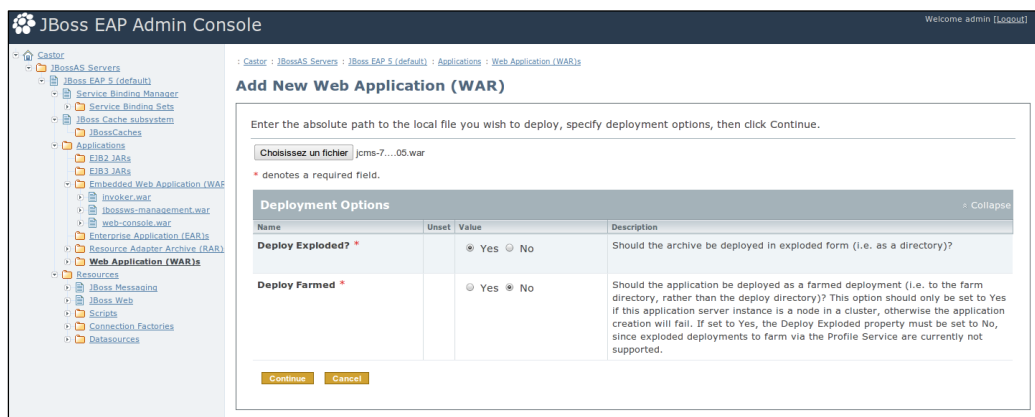 JBoss EAP Admin Console
Welcome admin [Logout]
Castor
JBossAS Servers
JBoss EAP 5 (default)
Service Binding Manager
Service Binding Sets
JBoss Cache subsystem
JBossCaches
Applications
EJB2 JARs
EJB3 JARs
Embedded Web Application (WAR
invoker.war
jbossws-management.war
web-console.war
Enterprise Application (EAR)s
Resource Adapter Archive (RAR)
Web Application (WAR)s
Resources
JBoss Messaging
JBoss Web
Scripts
Connection Factories
Datasources
: Castor : JBossAS Servers : JBoss EAP 5 (default) : Applications : Web Application (WAR)s
Add New Web Application (WAR)
Enter the absolute path to the local file you wish to deploy, specify deployment options, then click Continue.
Choisissez un fichier jcms-7....05.war
* denotes a required field.
Deployment Options
Collapse
Name Unset Value Description
Deploy Exploded? * Yes No Should the archive be deployed in exploded form (i.e. as a directory)?
Deploy Farmed * Yes No Should the application be deployed as a farmed deployment (i.e. to the farm
directory, rather than the deploy directory)? This option should only be set to Yes
if this application server instance is a node in a cluster, otherwise the application
creation will fail. If set to Yes, the Deploy Exploded property must be set to No,
since exploded deployments to farm via the Profile Service are currently not
supported.
Continue Cancel